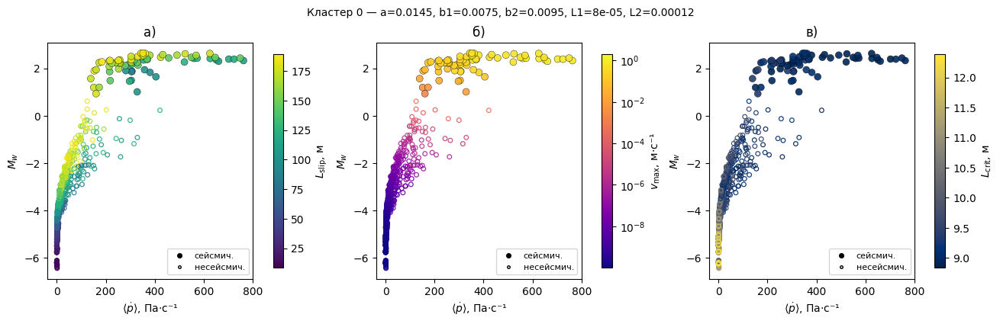 Кластер 0 — a=0.0145, b1=0.0075, b2=0.0095, L1=8e-05, L2=0.00012
а)
M_w
2
0
−2
−4
−6
0 200 400 600 800
⟨ṗ⟩, Па·с⁻¹
сейсмич.
несейсмич.
175
150
125
100
75
50
25
L_slip, м
б)
M_w
2
0
−2
−4
−6
0 200 400 600 800
⟨ṗ⟩, Па·с⁻¹
сейсмич.
несейсмич.
10⁰
10⁻²
10⁻⁴
10⁻⁶
10⁻⁸
v_max, м·с⁻¹
в)
M_w
2
0
−2
−4
−6
0 200 400 600 800
⟨ṗ⟩, Па·с⁻¹
сейсмич.
несейсмич.
12.0
11.5
11.0
10.5
10.0
9.5
9.0
L_crit, м